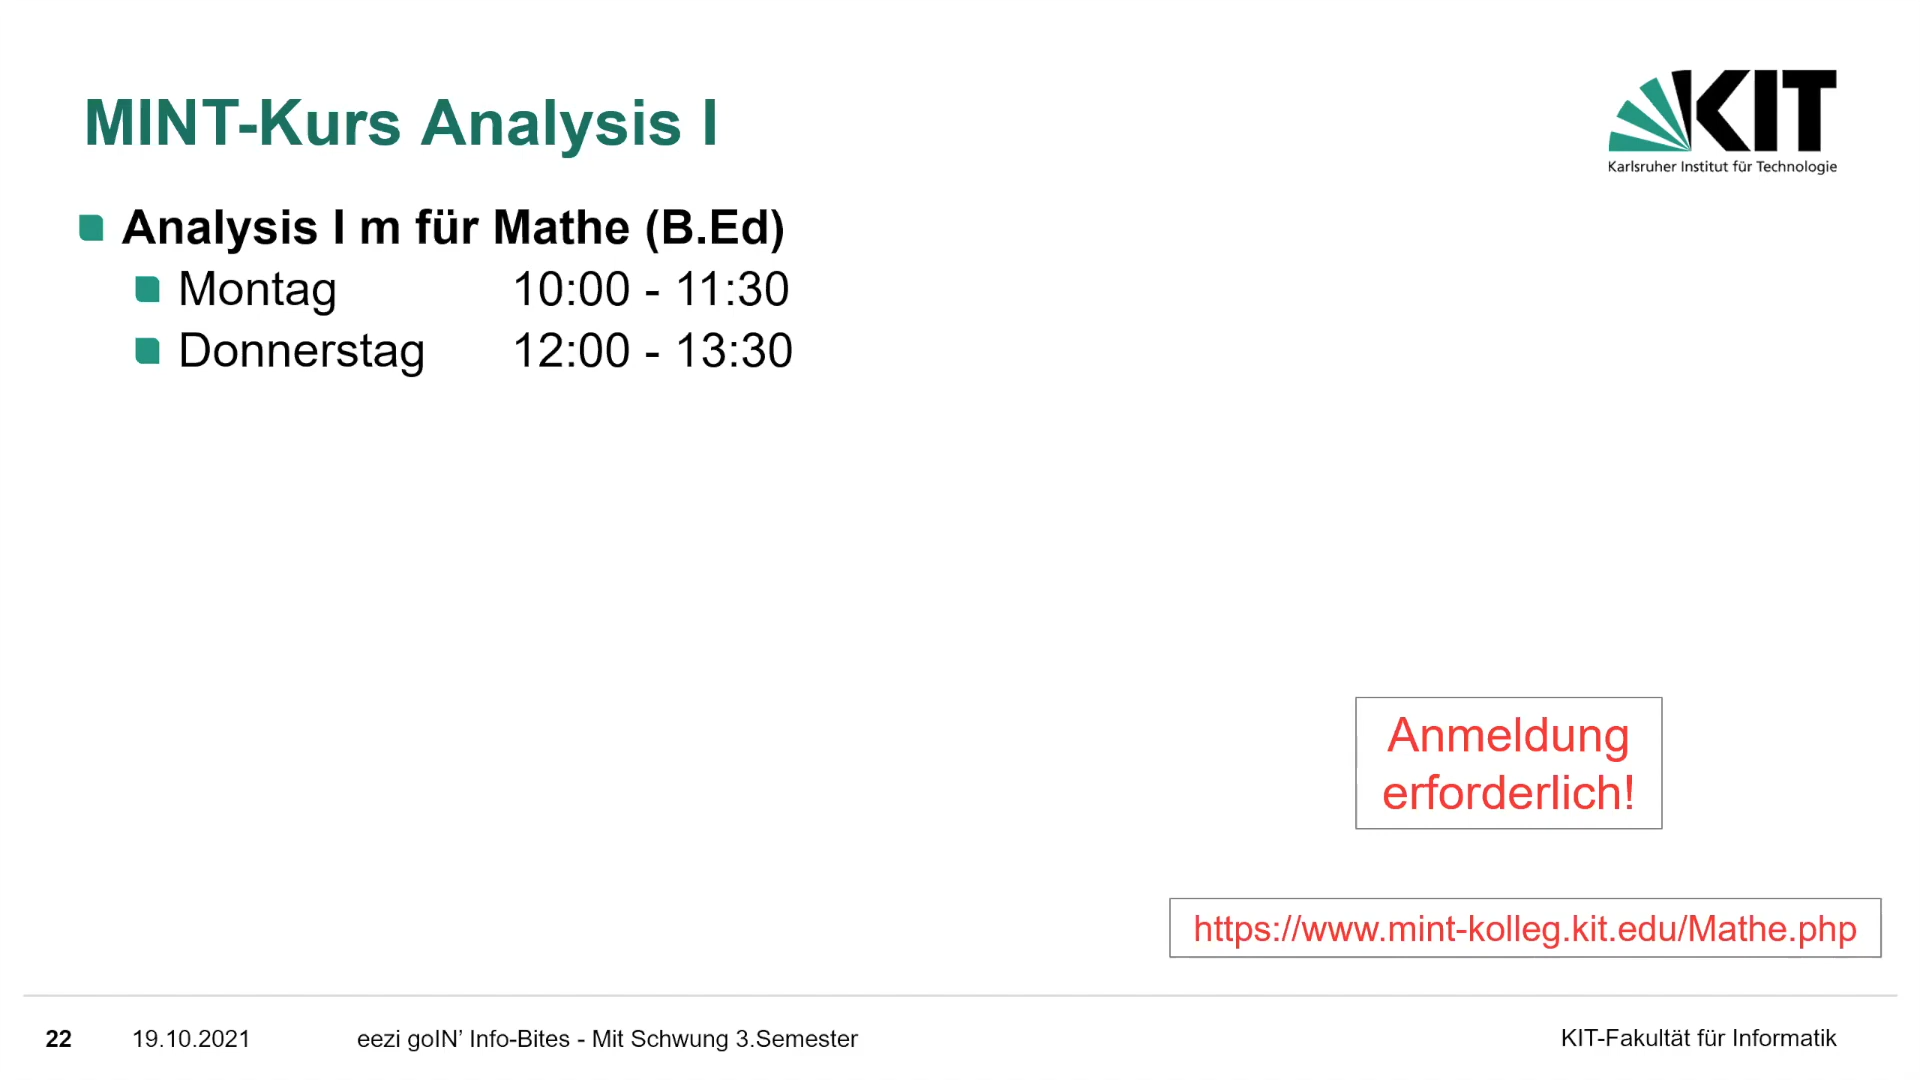 MINT-Kurs Analysis I
KIT
Karlsruher Institut für Technologie
Analysis I m für Mathe (B.Ed)
Montag 10:00 - 11:30
Donnerstag 12:00 - 13:30
Anmeldung
erforderlich!
https://www.mint-kolleg.kit.edu/Mathe.php
22 19.10.2021 eezi goIN’ Info-Bites - Mit Schwung 3.Semester KIT-Fakultät für Informatik